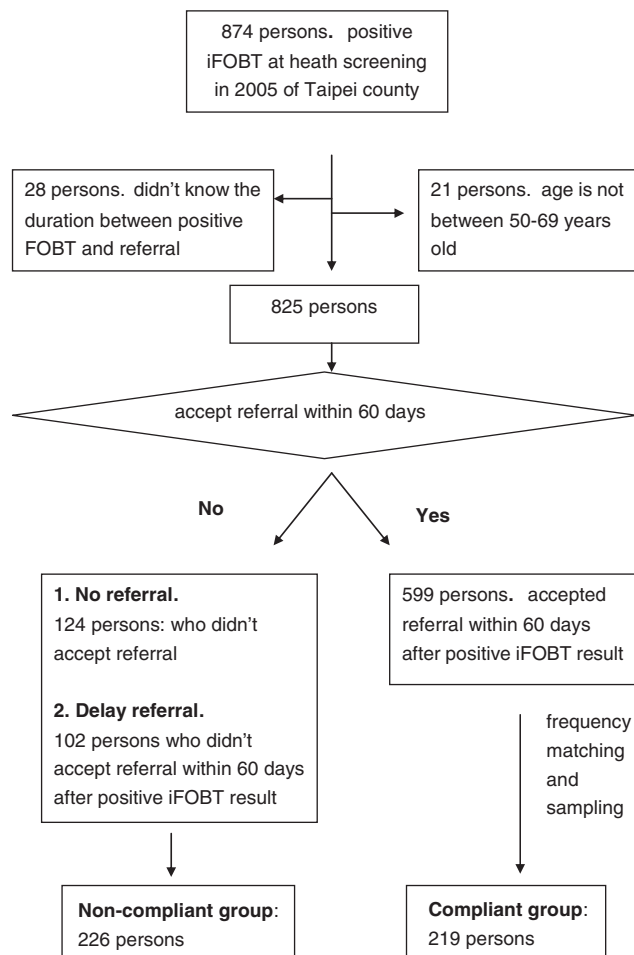 874 persons. positive
iFOBT at heath screening
in 2005 of Taipei county
28 persons. didn't know the
duration between positive
FOBT and referral
21 persons. age is not
between 50-69 years
old
825 persons
accept referral within 60 days
No
Yes
1. No referral.
124 persons: who didn't
accept referral
2. Delay referral.
102 persons who didn't
accept referral within 60 days
after positive iFOBT result
599 persons. accepted
referral within 60 days
after positive iFOBT result
frequency
matching
and
sampling
Non-compliant group:
226 persons
Compliant group:
219 persons